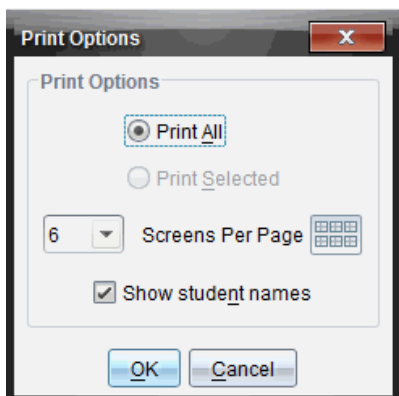 Print Options
Print Options
Print All
Print Selected
6 Screens Per Page
Show student names
OK Cancel